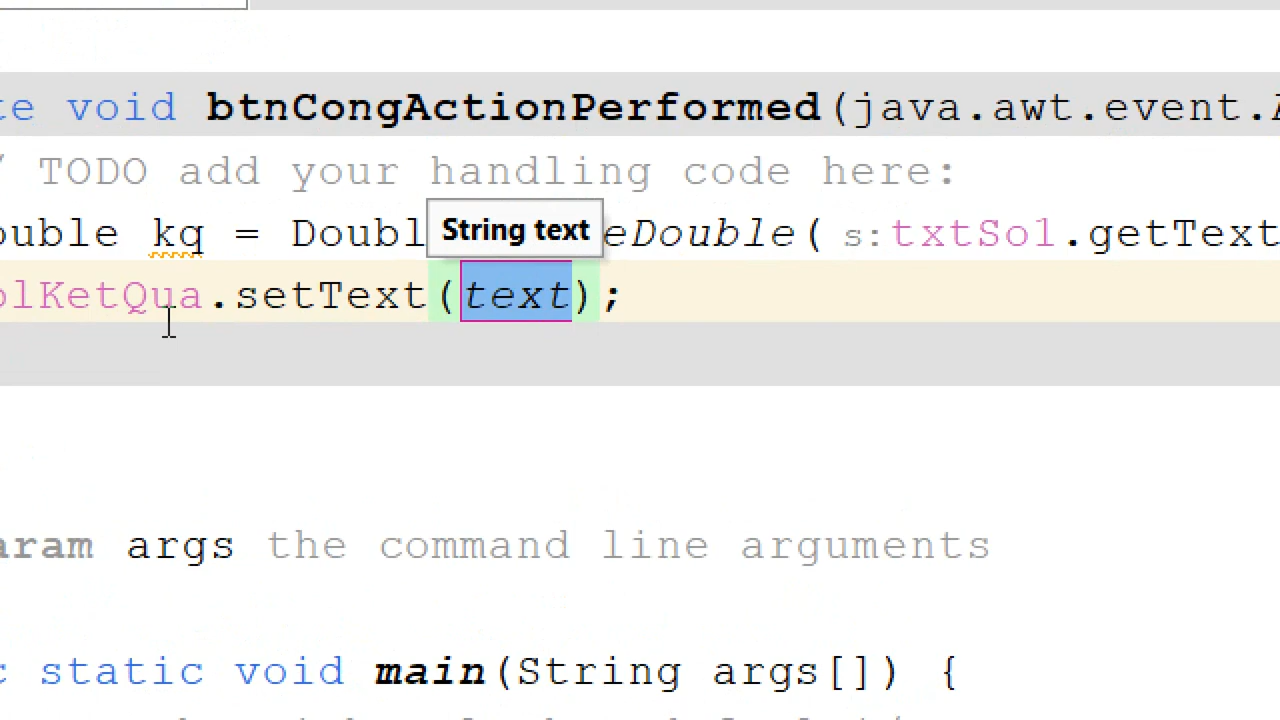 te void btnCongActionPerformed(java.awt.event.A
/ TODO add your handling code here:
String text
ouble kq = Doubl eDouble( s:txtSo1.getText
olKetQua.setText(text);
aram args the command line arguments
c static void main(String args[]) {